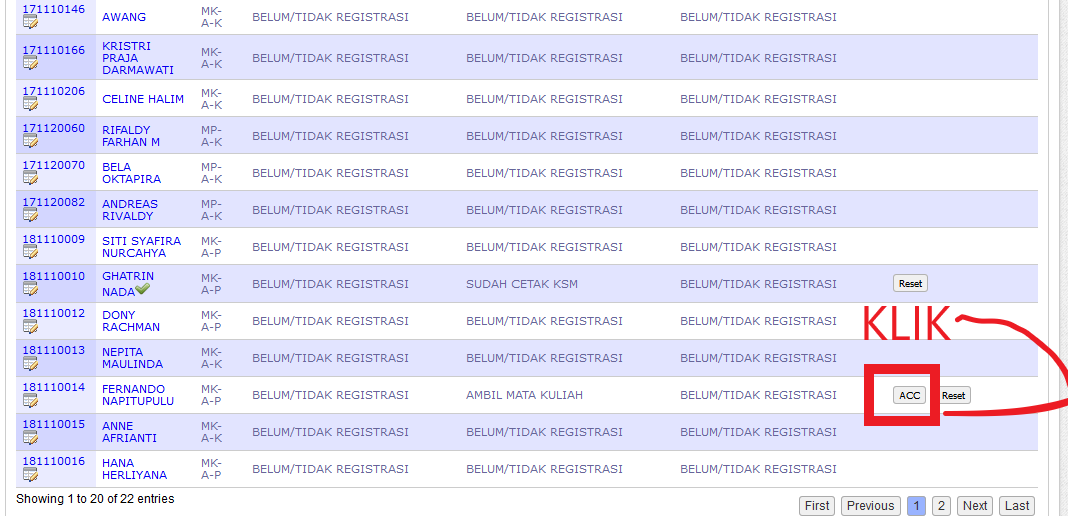 171110146 AWANG MK-A-K BELUM/TIDAK REGISTRASI BELUM/TIDAK REGISTRASI BELUM/TIDAK REGISTRASI
171110166 KRISTRI PRAJA DARMAWATI MK-A-K BELUM/TIDAK REGISTRASI BELUM/TIDAK REGISTRASI BELUM/TIDAK REGISTRASI
171110206 CELINE HALIM MK-A-K BELUM/TIDAK REGISTRASI BELUM/TIDAK REGISTRASI BELUM/TIDAK REGISTRASI
171120060 RIFALDY FARHAN M MP-A-K BELUM/TIDAK REGISTRASI BELUM/TIDAK REGISTRASI BELUM/TIDAK REGISTRASI
171120070 BELA OKTAPIRA MP-A-K BELUM/TIDAK REGISTRASI BELUM/TIDAK REGISTRASI BELUM/TIDAK REGISTRASI
171120082 ANDREAS RIVALDY MP-A-K BELUM/TIDAK REGISTRASI BELUM/TIDAK REGISTRASI BELUM/TIDAK REGISTRASI
181110009 SITI SYAFIRA NURCAHYA MK-A-P BELUM/TIDAK REGISTRASI BELUM/TIDAK REGISTRASI BELUM/TIDAK REGISTRASI
181110010 GHATRIN NADA MK-A-P BELUM/TIDAK REGISTRASI SUDAH CETAK KSM BELUM/TIDAK REGISTRASI Reset
181110012 DONY RACHMAN MK-A-P BELUM/TIDAK REGISTRASI BELUM/TIDAK REGISTRASI BELUM/TIDAK REGISTRASI
KLIK
181110013 NEPITA MAULINDA MK-A-K BELUM/TIDAK REGISTRASI BELUM/TIDAK REGISTRASI BELUM/TIDAK REGISTRASI
181110014 FERNANDO NAPITUPULU MK-A-P BELUM/TIDAK REGISTRASI AMBIL MATA KULIAH BELUM/TIDAK REGISTRASI ACC Reset
181110015 ANNE AFRIANTI MK-A-K BELUM/TIDAK REGISTRASI BELUM/TIDAK REGISTRASI BELUM/TIDAK REGISTRASI
181110016 HANA HERLIYANA MK-A-P BELUM/TIDAK REGISTRASI BELUM/TIDAK REGISTRASI BELUM/TIDAK REGISTRASI
Showing 1 to 20 of 22 entries
First Previous 1 2 Next Last